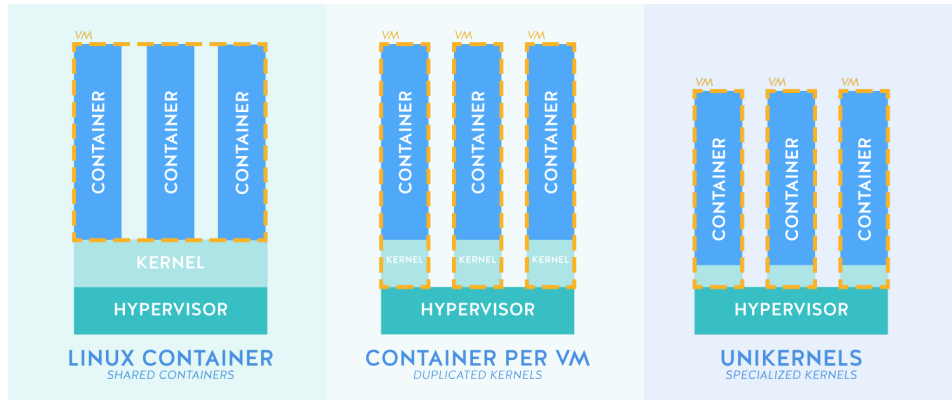 VM
CONTAINER
CONTAINER
CONTAINER
KERNEL
HYPERVISOR
LINUX CONTAINER
SHARED CONTAINERS
VM
VM
VM
CONTAINER
CONTAINER
CONTAINER
KERNEL
KERNEL
KERNEL
HYPERVISOR
CONTAINER PER VM
DUPLICATED KERNELS
VM
VM
VM
CONTAINER
CONTAINER
CONTAINER
HYPERVISOR
UNIKERNELS
SPECIALIZED KERNELS